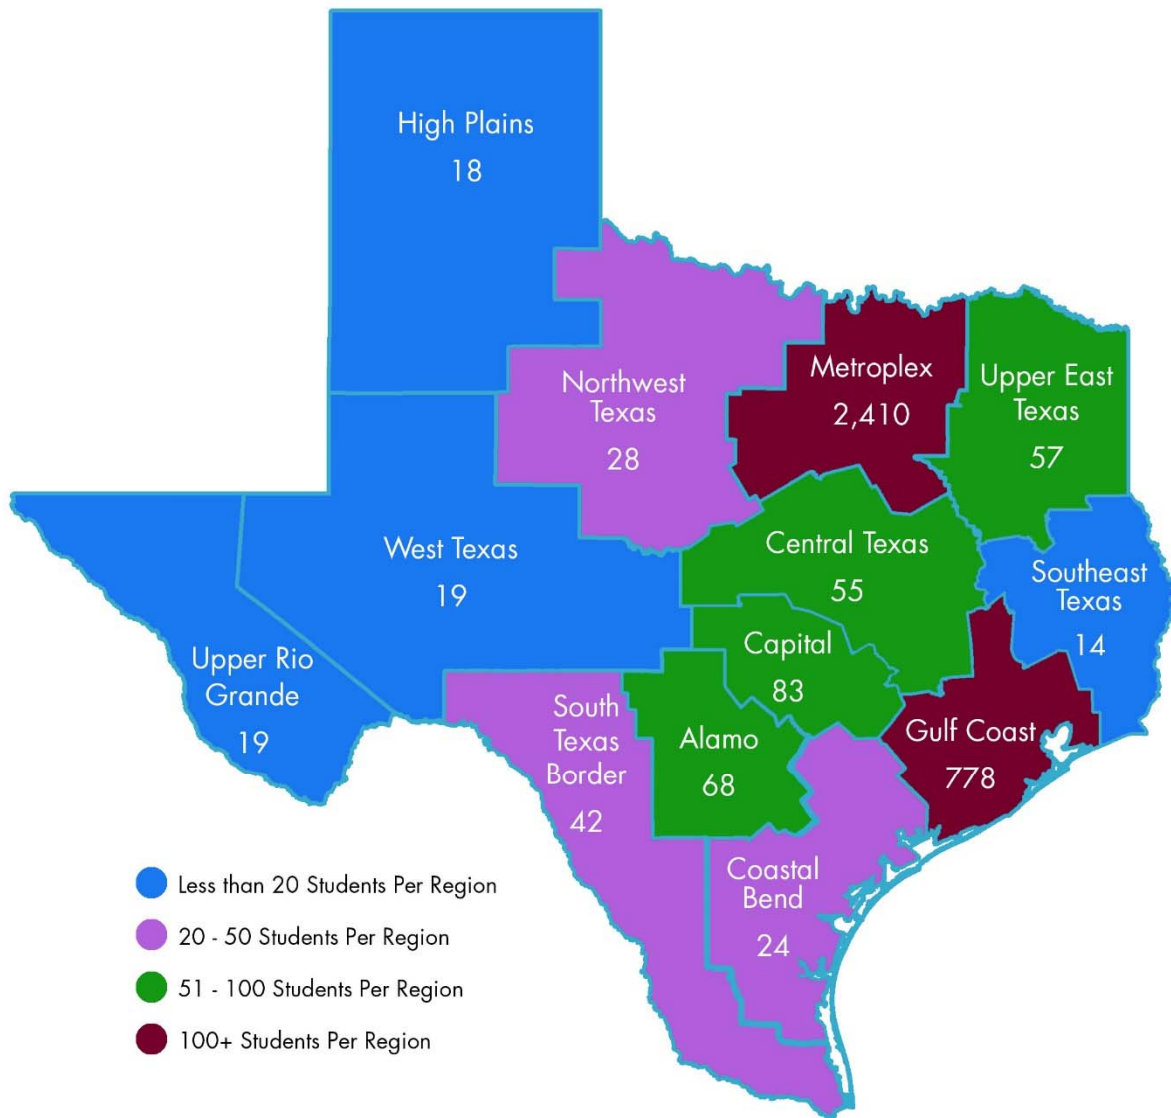 High Plains
18
Northwest
Texas
28
Metroplex
2,410
Upper East
Texas
57
West Texas
19
Central Texas
55
Southeast
Texas
14
Upper Rio
Grande
19
Capital
83
South
Texas
Border
42
Alamo
68
Gulf Coast
778
Coastal
Bend
24
Less than 20 Students Per Region
20 - 50 Students Per Region
51 - 100 Students Per Region
100+ Students Per Region